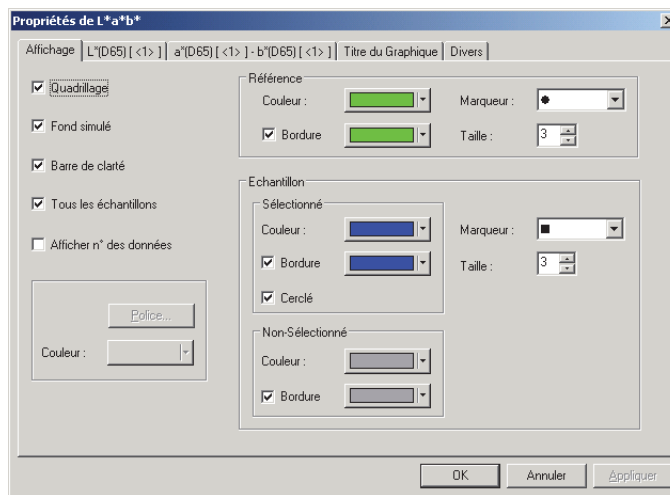 Propriétés de L*a*b*
Affichage
L*(D65) [ <1> ]
a*(D65) [ <1> ] - b*(D65) [ <1> ]
Titre du Graphique
Divers
Quadrillage
Fond simulé
Barre de clarté
Tous les échantillons
Afficher n° des données
Police...
Couleur :
Référence
Couleur :
Marqueur :
Bordure
Taille :
3
Echantillon
Sélectionné
Couleur :
Marqueur :
Bordure
Taille :
3
Cerclé
Non-Sélectionné
Couleur :
Bordure
OK
Annuler
Appliquer